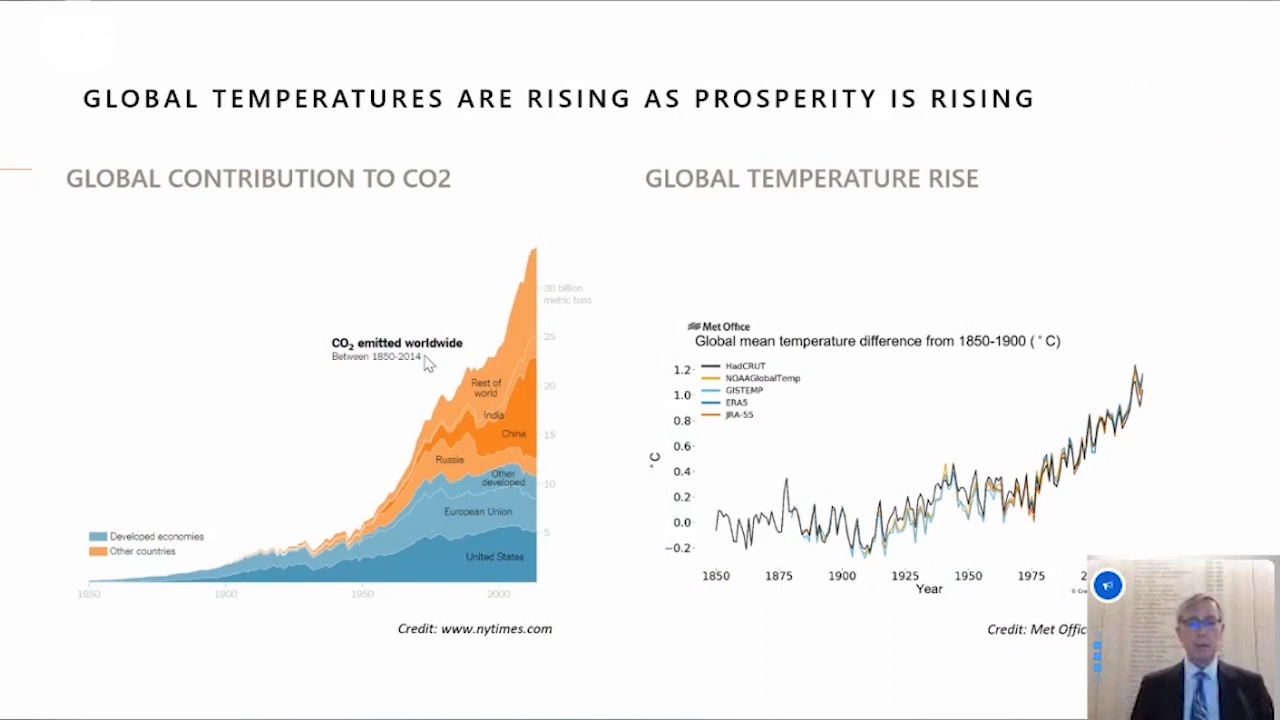 GLOBAL TEMPERATURES ARE RISING AS PROSPERITY IS RISING
GLOBAL CONTRIBUTION TO CO2
CO2 emitted worldwide
Between 1850-2014
30 billion
metric tons
25
20
15
10
5
Rest of
world
India
China
Russia
Other
developed
European Union
United States
Developed economies
Other countries
1850 1900 1950 2000
Credit: www.nytimes.com
GLOBAL TEMPERATURE RISE
Met Office
Global mean temperature difference from 1850-1900 (°C)
HadCRUT
NOAAGlobalTemp
GISTEMP
ERA5
JRA-55
°C
1.2
1.0
0.8
0.6
0.4
0.2
0.0
−0.2
1850 1875 1900 1925 1950 1975 2
Year
Credit: Met Offic